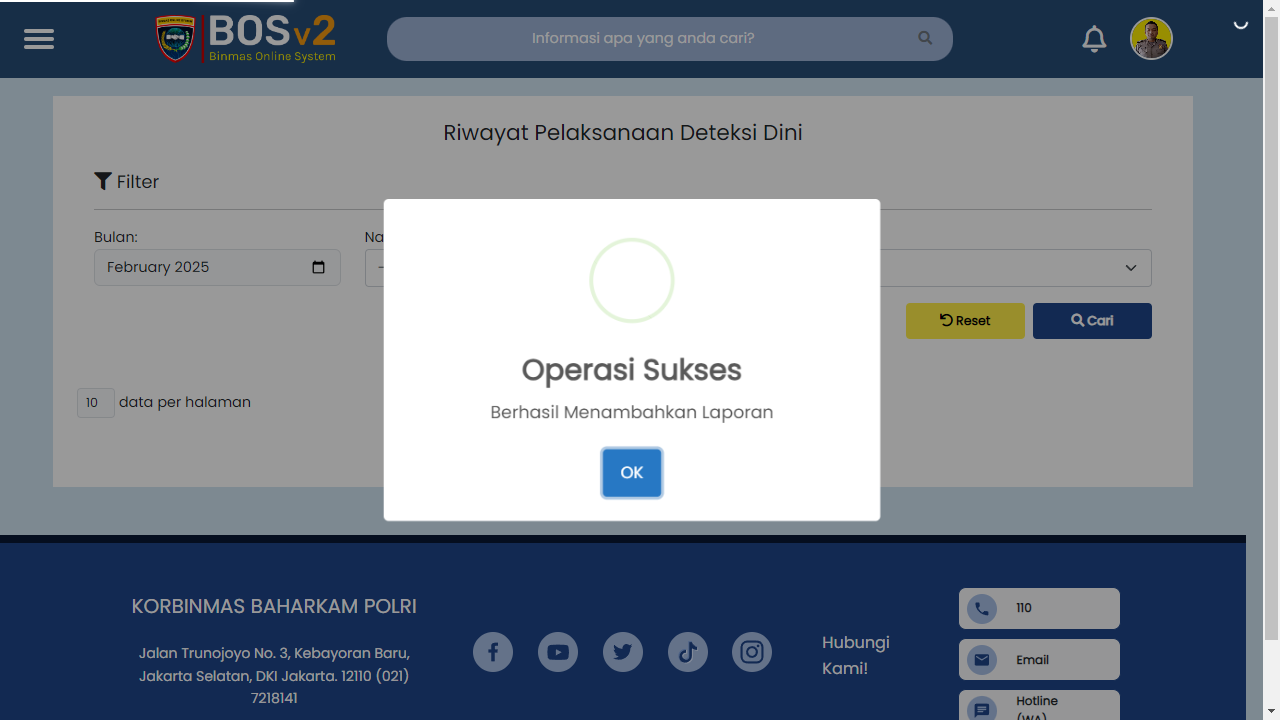 BOSv2
Binmas Online System
Informasi apa yang anda cari?
Riwayat Pelaksanaan Deteksi Dini
Filter
Bulan:
Na
February 2025
-
Reset
Cari
Operasi Sukses
10 data per halaman
Berhasil Menambahkan Laporan
OK
KORBINMAS BAHARKAM POLRI
Jalan Trunojoyo No. 3, Kebayoran Baru,
Jakarta Selatan, DKI Jakarta. 12110 (021)
7218141
Hubungi
Kami!
110
Email
Hotline
(WA)